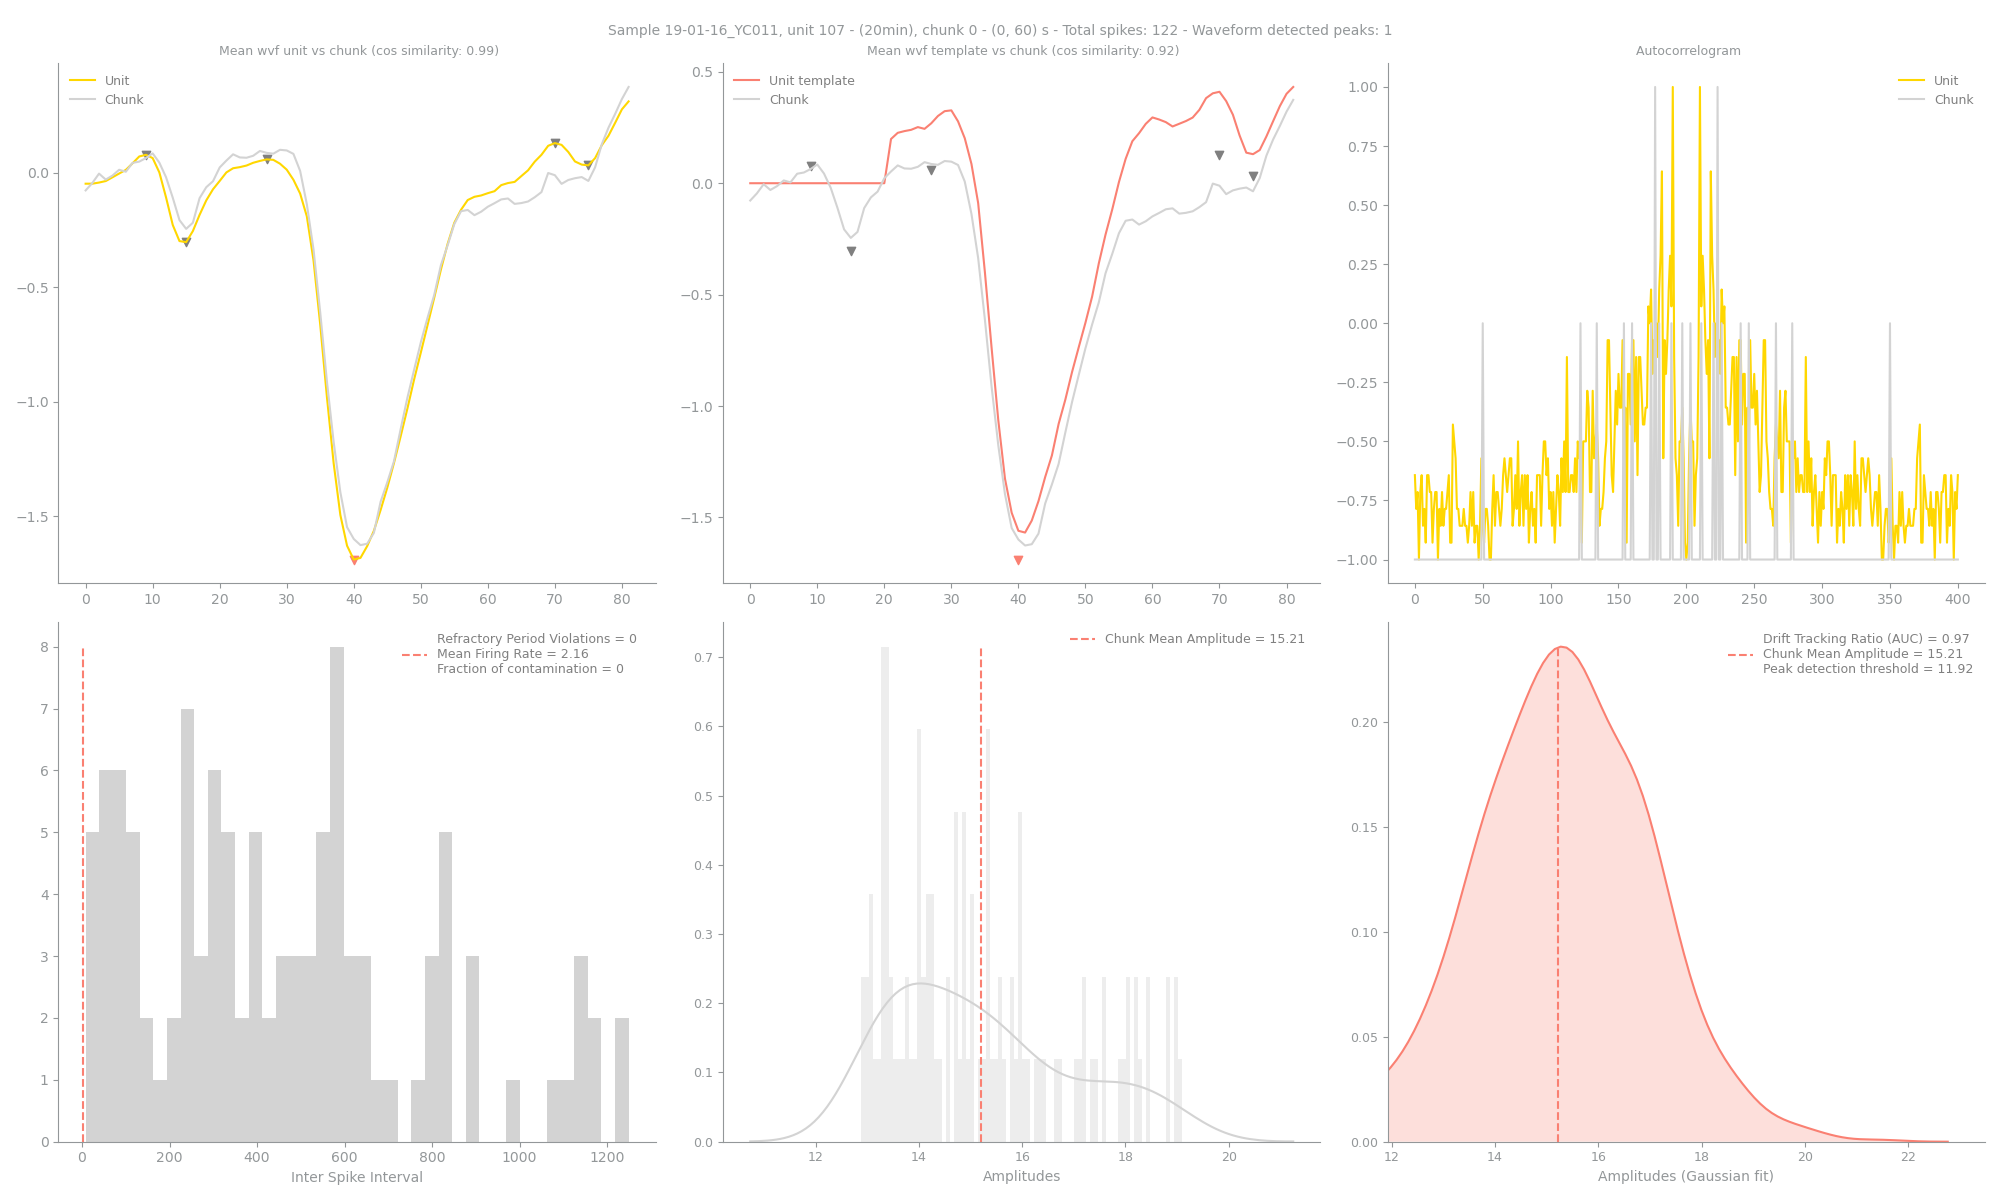 Sample 19-01-16_YC011, unit 107 - (20min), chunk 0 - (0, 60) s - Total spikes: 122 - Waveform detected peaks: 1
Mean wvf unit vs chunk (cos similarity: 0.99)
Unit
Chunk
0.0
−0.5
−1.0
−1.5
0 10 20 30 40 50 60 70 80
Mean wvf template vs chunk (cos similarity: 0.92)
Unit template
Chunk
0.5
0.0
−0.5
−1.0
−1.5
0 10 20 30 40 50 60 70 80
Autocorrelogram
Unit
Chunk
1.00
0.75
0.50
0.25
0.00
−0.25
−0.50
−0.75
−1.00
0 50 100 150 200 250 300 350 400
Refractory Period Violations = 0
Mean Firing Rate = 2.16
Fraction of contamination = 0
8
7
6
5
4
3
2
1
0
0 200 400 600 800 1000 1200
Inter Spike Interval
Chunk Mean Amplitude = 15.21
0.7
0.6
0.5
0.4
0.3
0.2
0.1
0.0
12 14 16 18 20
Amplitudes
Drift Tracking Ratio (AUC) = 0.97
Chunk Mean Amplitude = 15.21
Peak detection threshold = 11.92
0.20
0.15
0.10
0.05
0.00
12 14 16 18 20 22
Amplitudes (Gaussian fit)